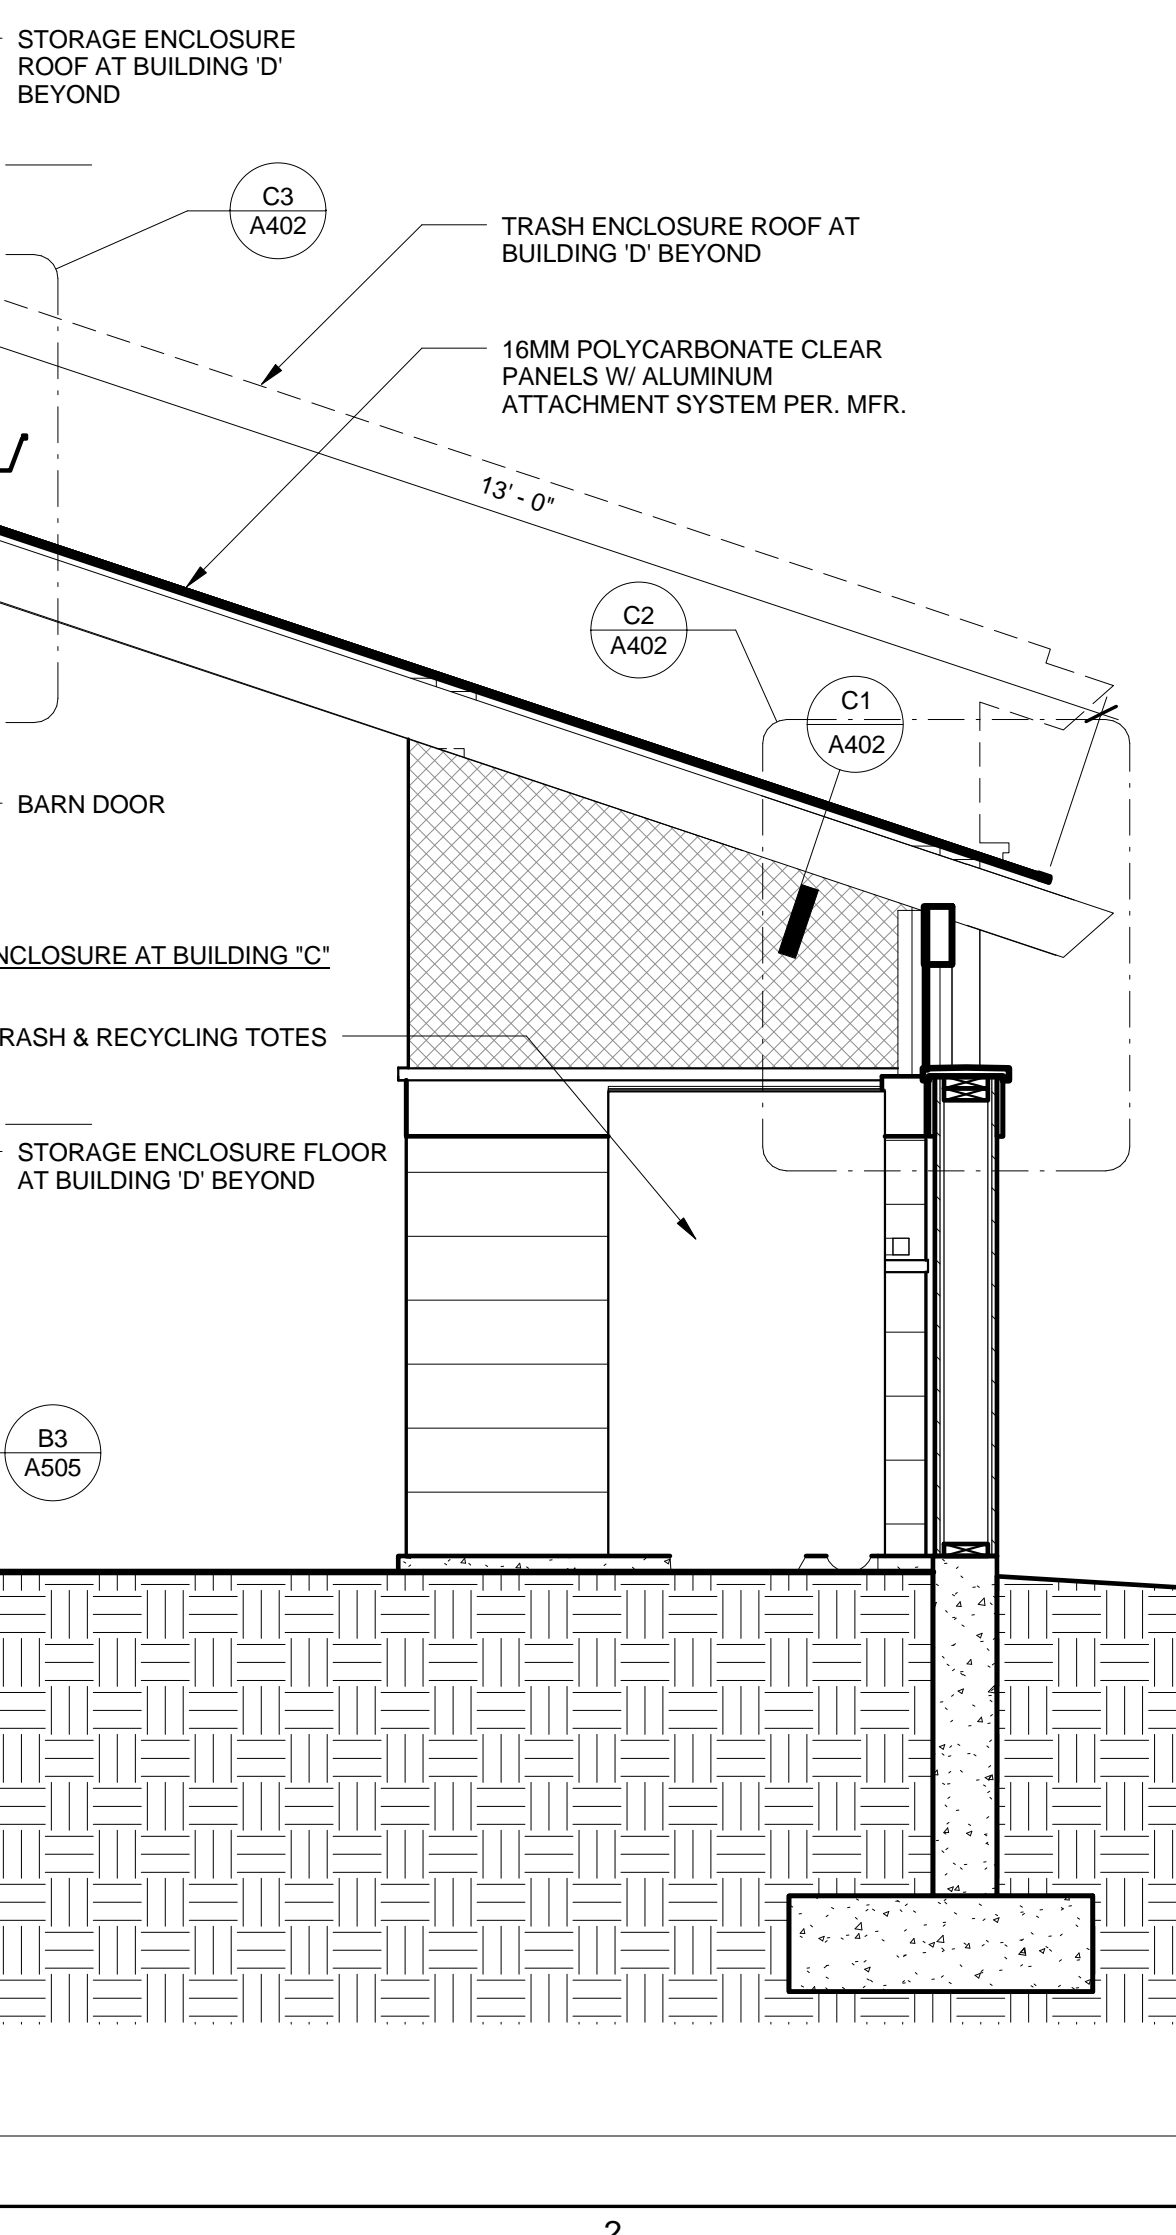 STORAGE ENCLOSURE
ROOF AT BUILDING 'D'
BEYOND
C3
A402
TRASH ENCLOSURE ROOF AT
BUILDING 'D' BEYOND
16MM POLYCARBONATE CLEAR
PANELS W/ ALUMINUM
ATTACHMENT SYSTEM PER. MFR.
13' - 0"
C2
A402
C1
A402
BARN DOOR
NCLOSURE AT BUILDING "C"
RASH & RECYCLING TOTES
STORAGE ENCLOSURE FLOOR
AT BUILDING 'D' BEYOND
B3
A505
2